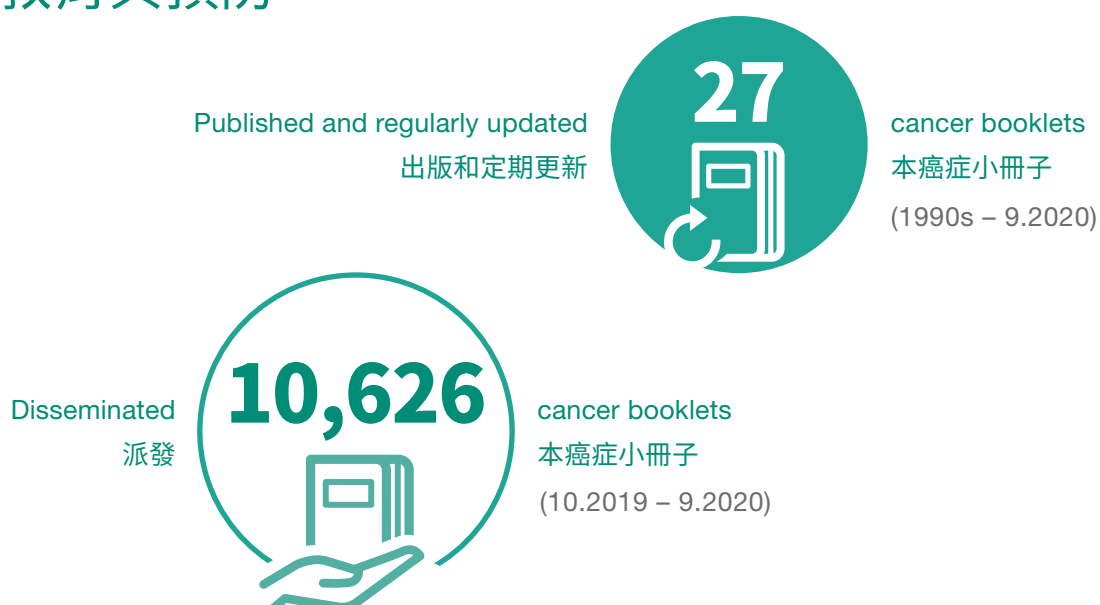 Published and regularly updated
出版和定期更新
27
cancer booklets
本癌症小冊子
(1990s – 9.2020)
Disseminated
派發
10,626
cancer booklets
本癌症小冊子
(10.2019 – 9.2020)